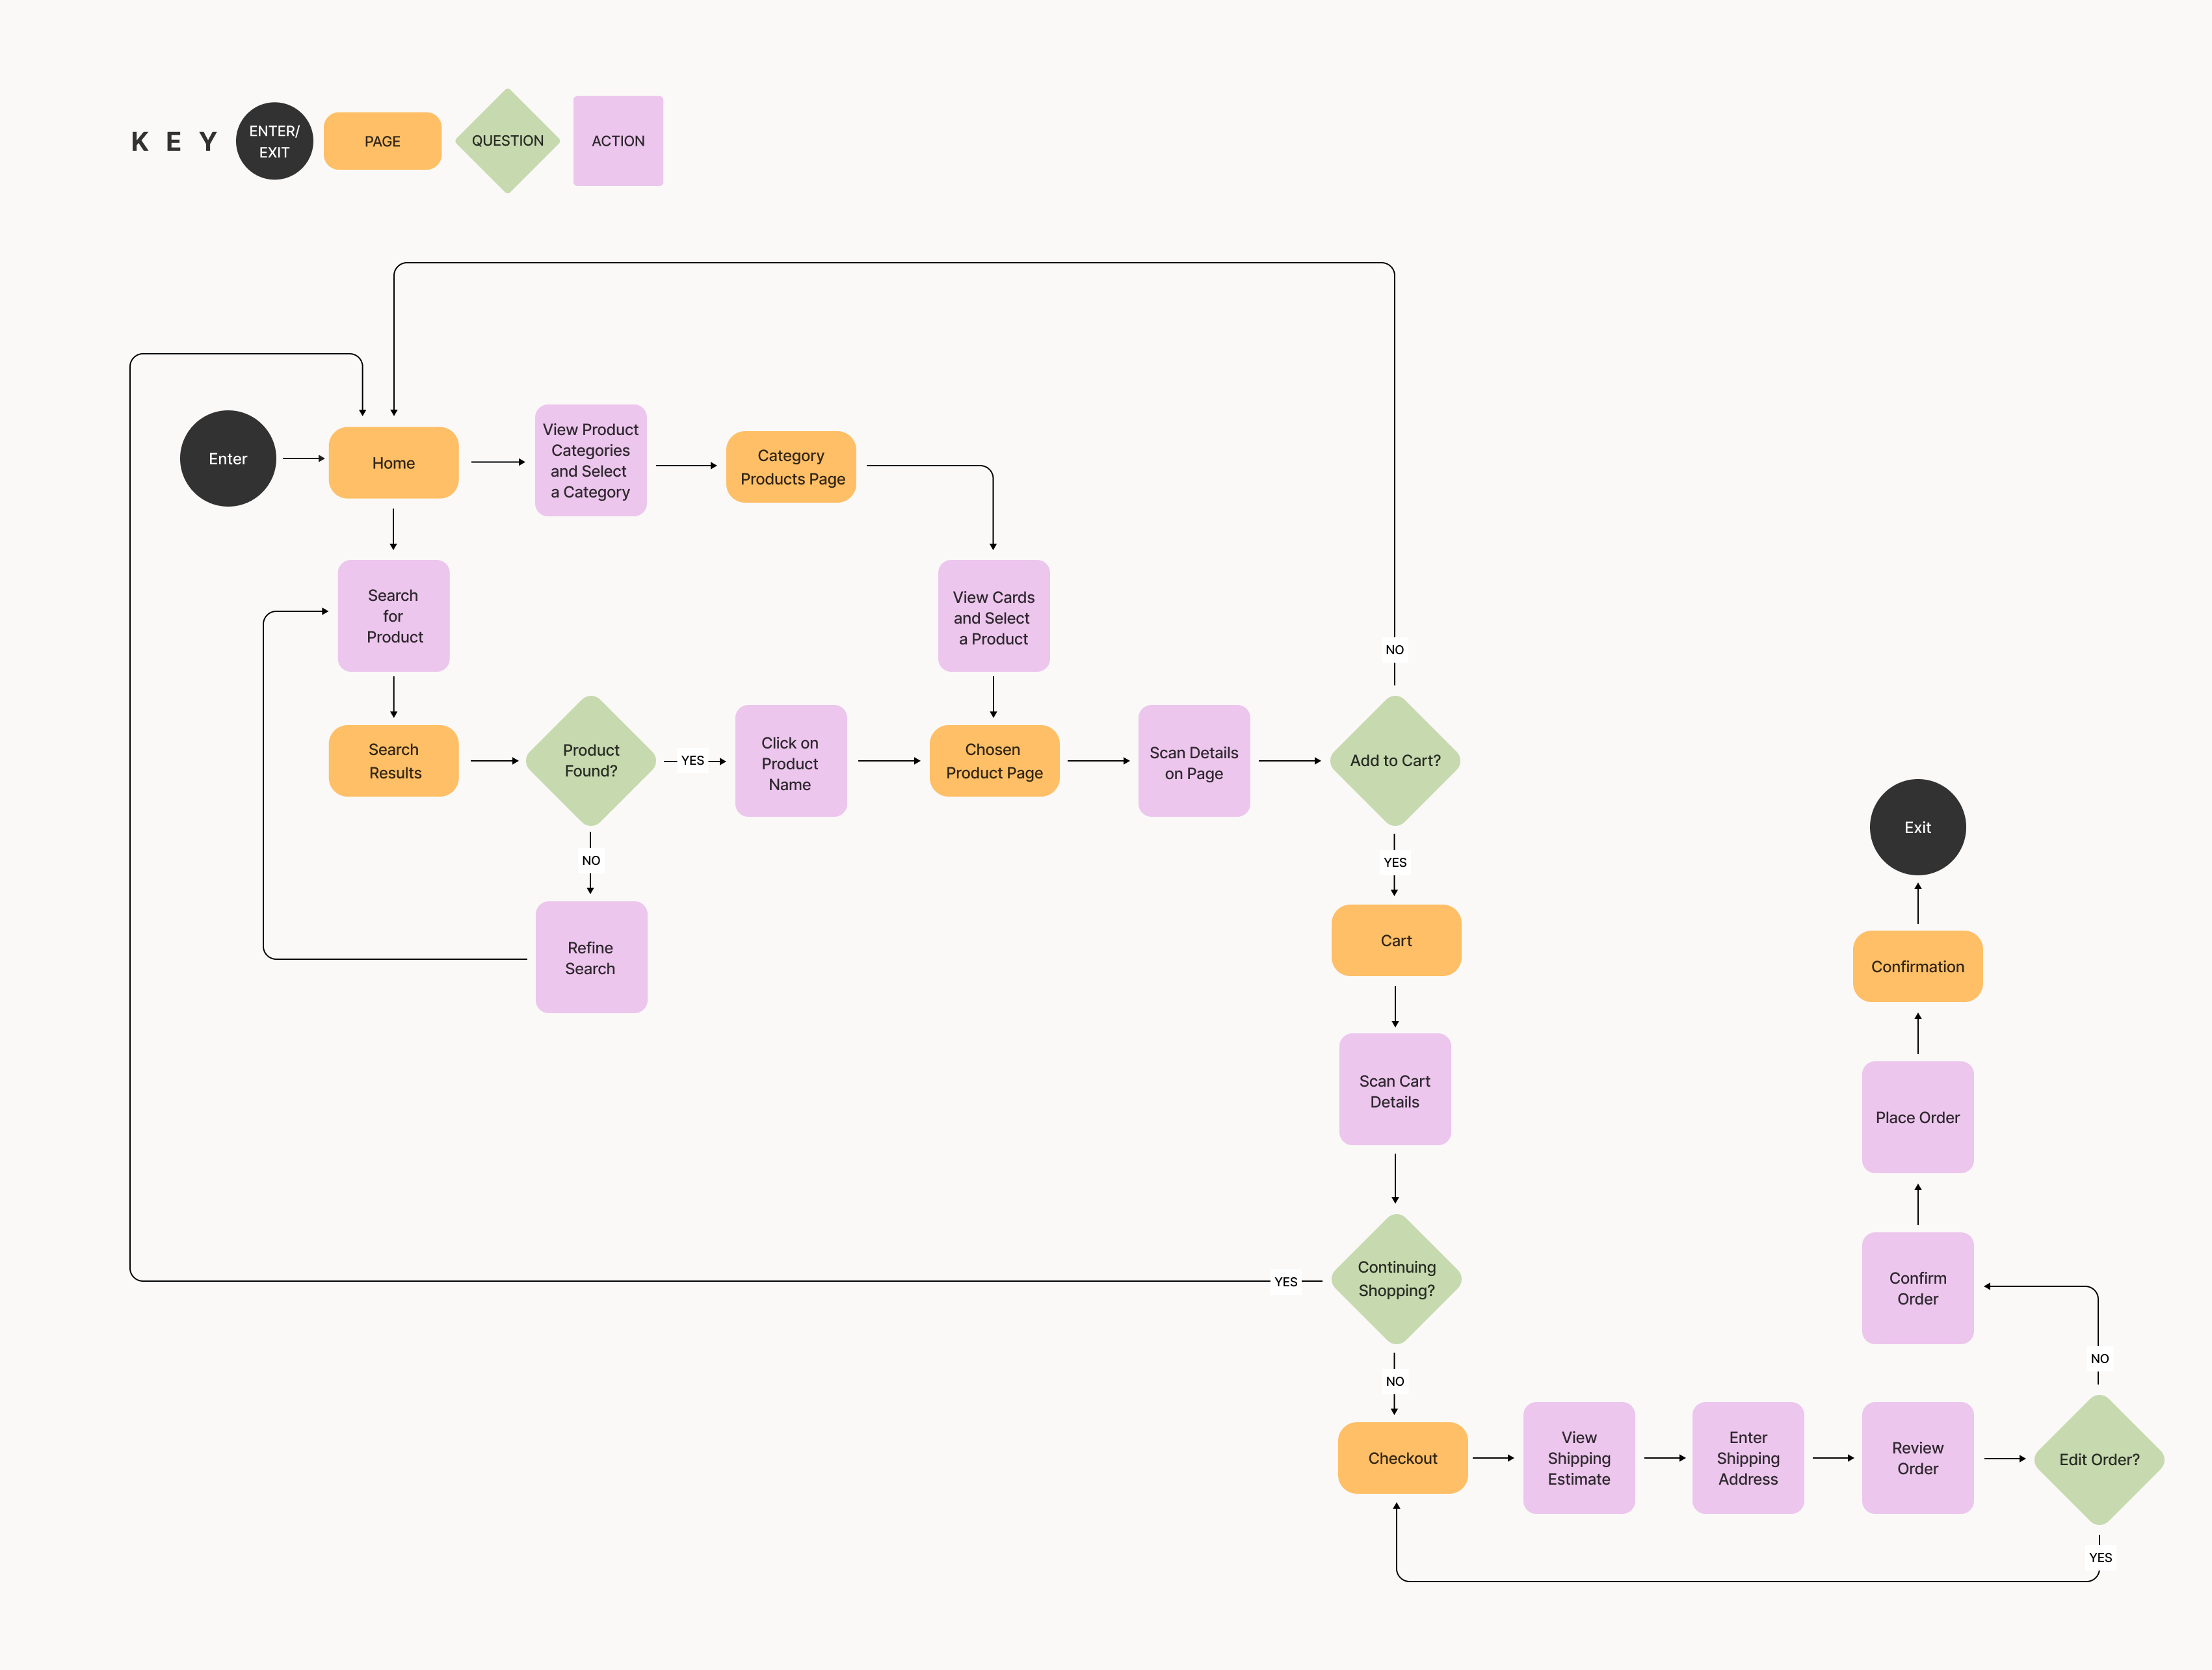 K E Y
ENTER/
EXIT
PAGE
QUESTION
ACTION
Enter
Home
View Product
Categories
and Select
a Category
Category
Products Page
Search
for
Product
View Cards
and Select
a Product
NO
Search
Results
Product
Found?
YES
Click on
Product
Name
Chosen
Product Page
Scan Details
on Page
Add to Cart?
Exit
NO
YES
Refine
Search
Cart
Confirmation
Scan Cart
Details
Place Order
YES
Continuing
Shopping?
Confirm
Order
NO
NO
Checkout
View
Shipping
Estimate
Enter
Shipping
Address
Review
Order
Edit Order?
YES